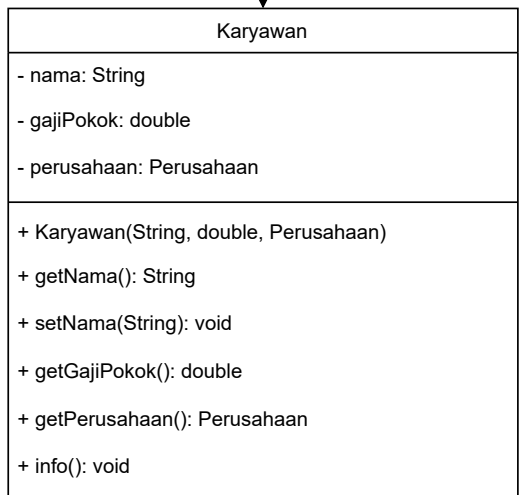 Karyawan
- nama: String
- gajiPokok: double
- perusahaan: Perusahaan
+ Karyawan(String, double, Perusahaan)
+ getNama(): String
+ setNama(String): void
+ getGajiPokok(): double
+ getPerusahaan(): Perusahaan
+ info(): void